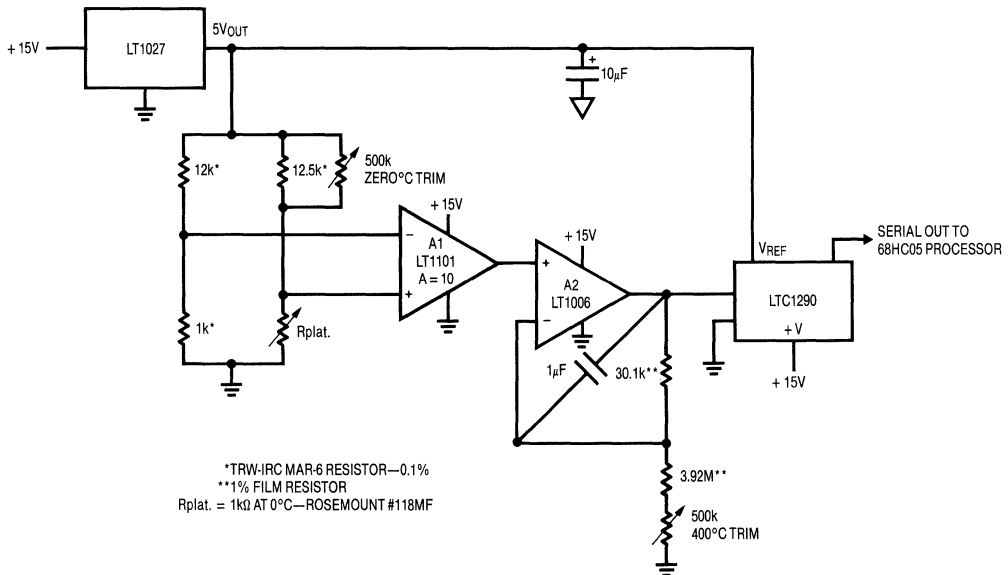 + 15V
LT1027
5VOUT
+
10µF
12k*
12.5k*
500k
ZERO°C TRIM
+ 15V
−
A1
LT1101
A = 10
+
+ 15V
+
A2
LT1006
−
VREF
SERIAL OUT TO
68HC05 PROCESSOR
LTC1290
+ V
+ 15V
1k*
Rplat.
1µF
30.1k**
3.92M**
500k
400°C TRIM
*TRW-IRC MAR-6 RESISTOR—0.1%
**1% FILM RESISTOR
Rplat. = 1kΩ AT 0°C—ROSEMOUNT #118MF